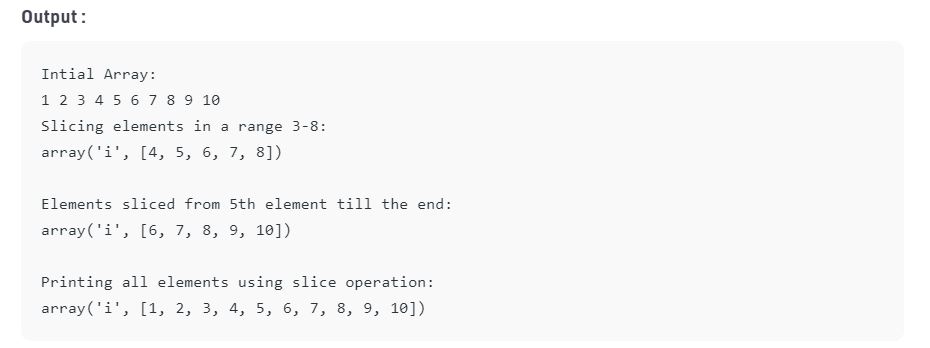 Output:
Intial Array:
1 2 3 4 5 6 7 8 9 10
Slicing elements in a range 3-8:
array('i', [4, 5, 6, 7, 8])
Elements sliced from 5th element till the end:
array('i', [6, 7, 8, 9, 10])
Printing all elements using slice operation:
array('i', [1, 2, 3, 4, 5, 6, 7, 8, 9, 10])